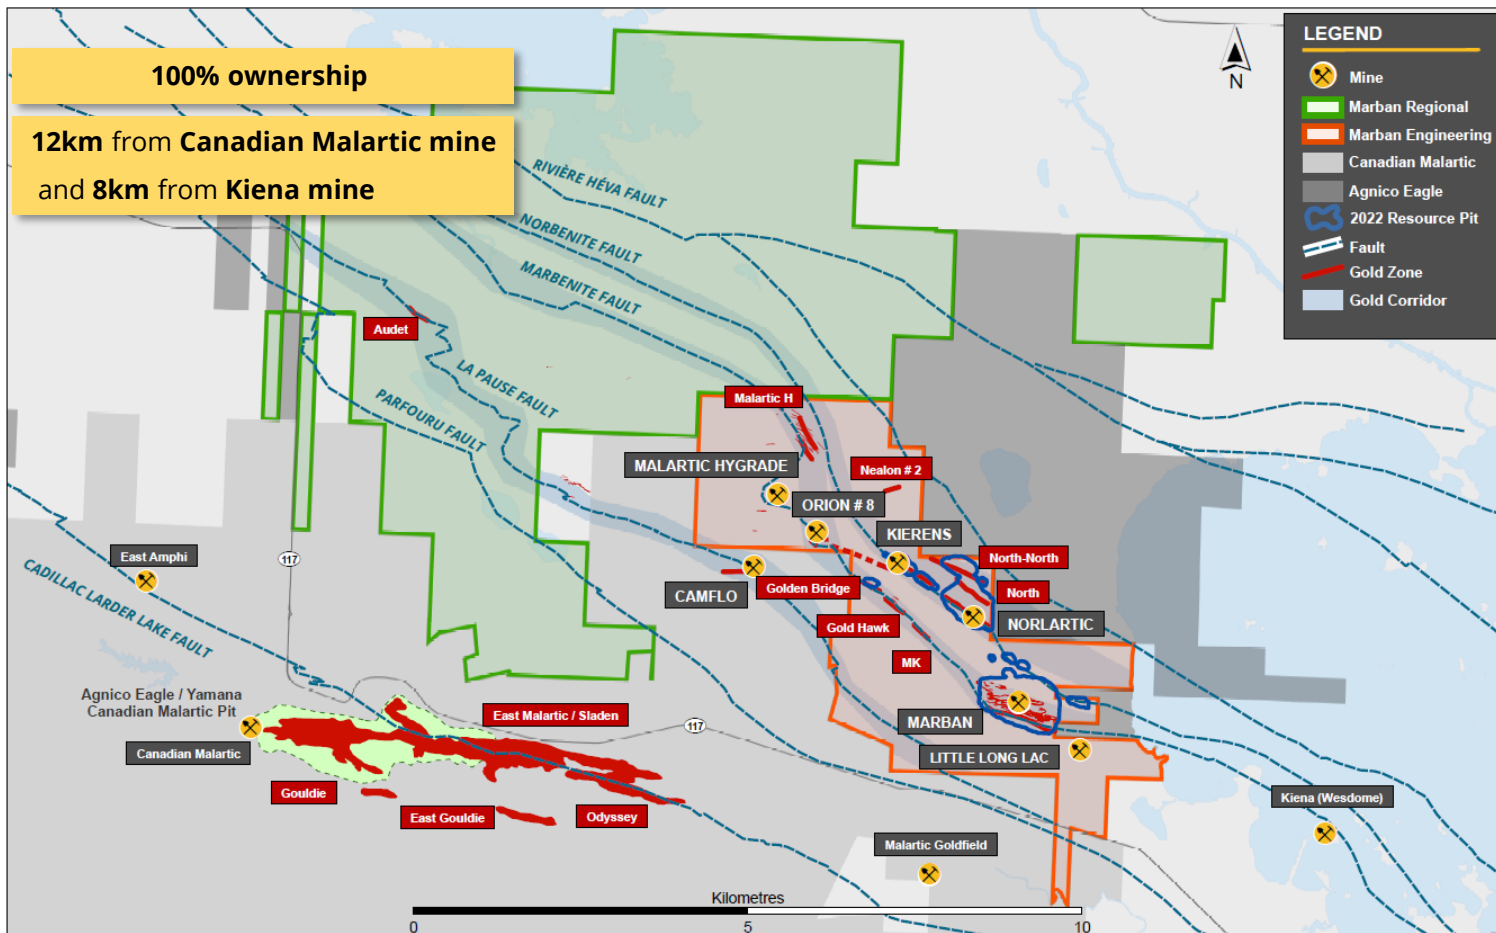 100% ownership
12km from Canadian Malartic mine
and 8km from Kiena mine
N
LEGEND
Mine
Marban Regional
Marban Engineering
Canadian Malartic
Agnico Eagle
2022 Resource Pit
Fault
Gold Zone
Gold Corridor
RIVIÈRE HÉVA FAULT
NORBENITE FAULT
MARBENITE FAULT
Audet
LA PAUSE FAULT
PARFOURU FAULT
Malartic H
MALARTIC HYGRADE
Nealon # 2
ORION # 8
KIERENS
East Amphi
117
CADILLAC LARDER LAKE FAULT
North-North
CAMFLO
Golden Bridge
North
Gold Hawk
NORLARTIC
MK
Agnico Eagle / Yamana
Canadian Malartic Pit
East Malartic / Sladen
117
MARBAN
Canadian Malartic
LITTLE LONG LAC
Gouldie
East Gouldie
Odyssey
Kiena (Wesdome)
Malartic Goldfield
Kilometres
0
5
10